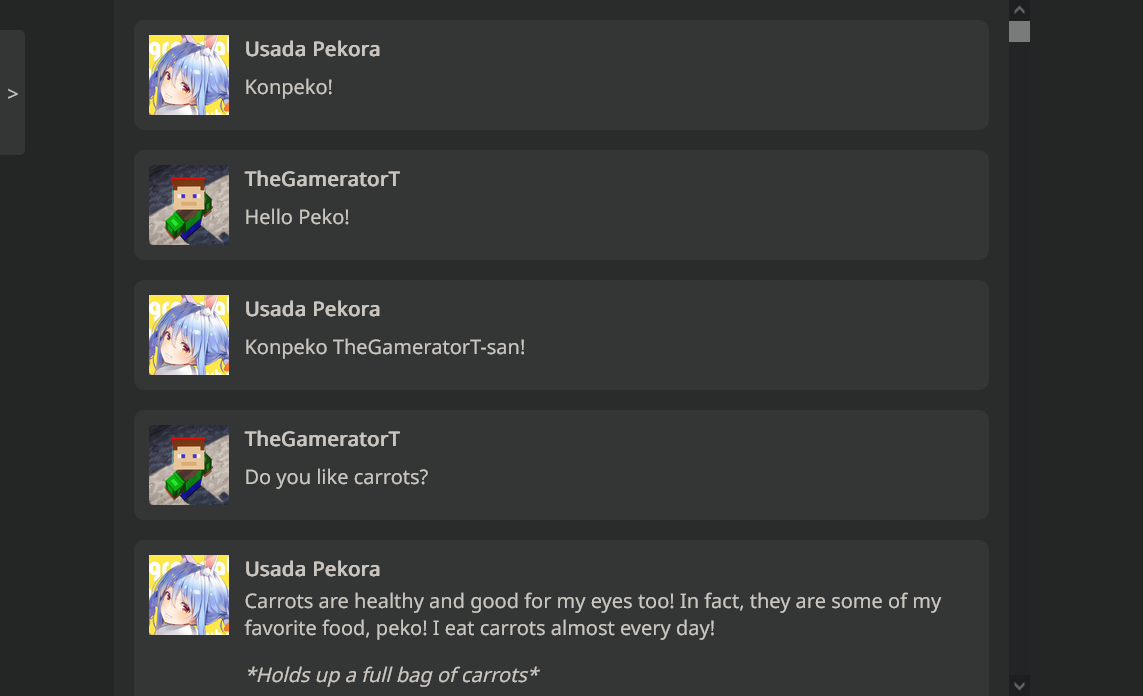 Usada Pekora
Konpeko!
>
TheGameratorT
Hello Peko!
Usada Pekora
Konpeko TheGameratorT-san!
TheGameratorT
Do you like carrots?
Usada Pekora
Carrots are healthy and good for my eyes too! In fact, they are some of my
favorite food, peko! I eat carrots almost every day!
*Holds up a full bag of carrots*